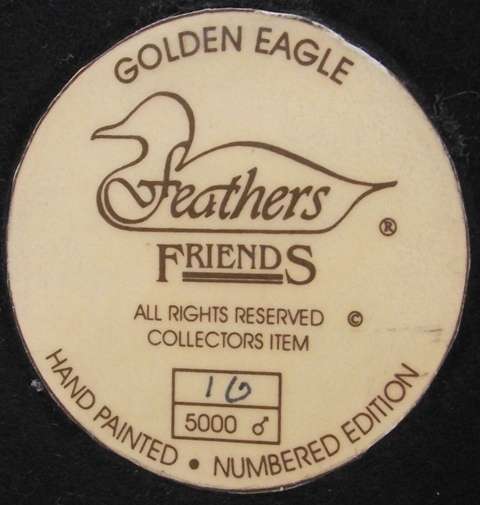 GOLDEN EAGLE
Feathers
®
FRIENDS
ALL RIGHTS RESERVED ©
COLLECTORS ITEM
16
5000 ♂
HAND PAINTED • NUMBERED EDITION